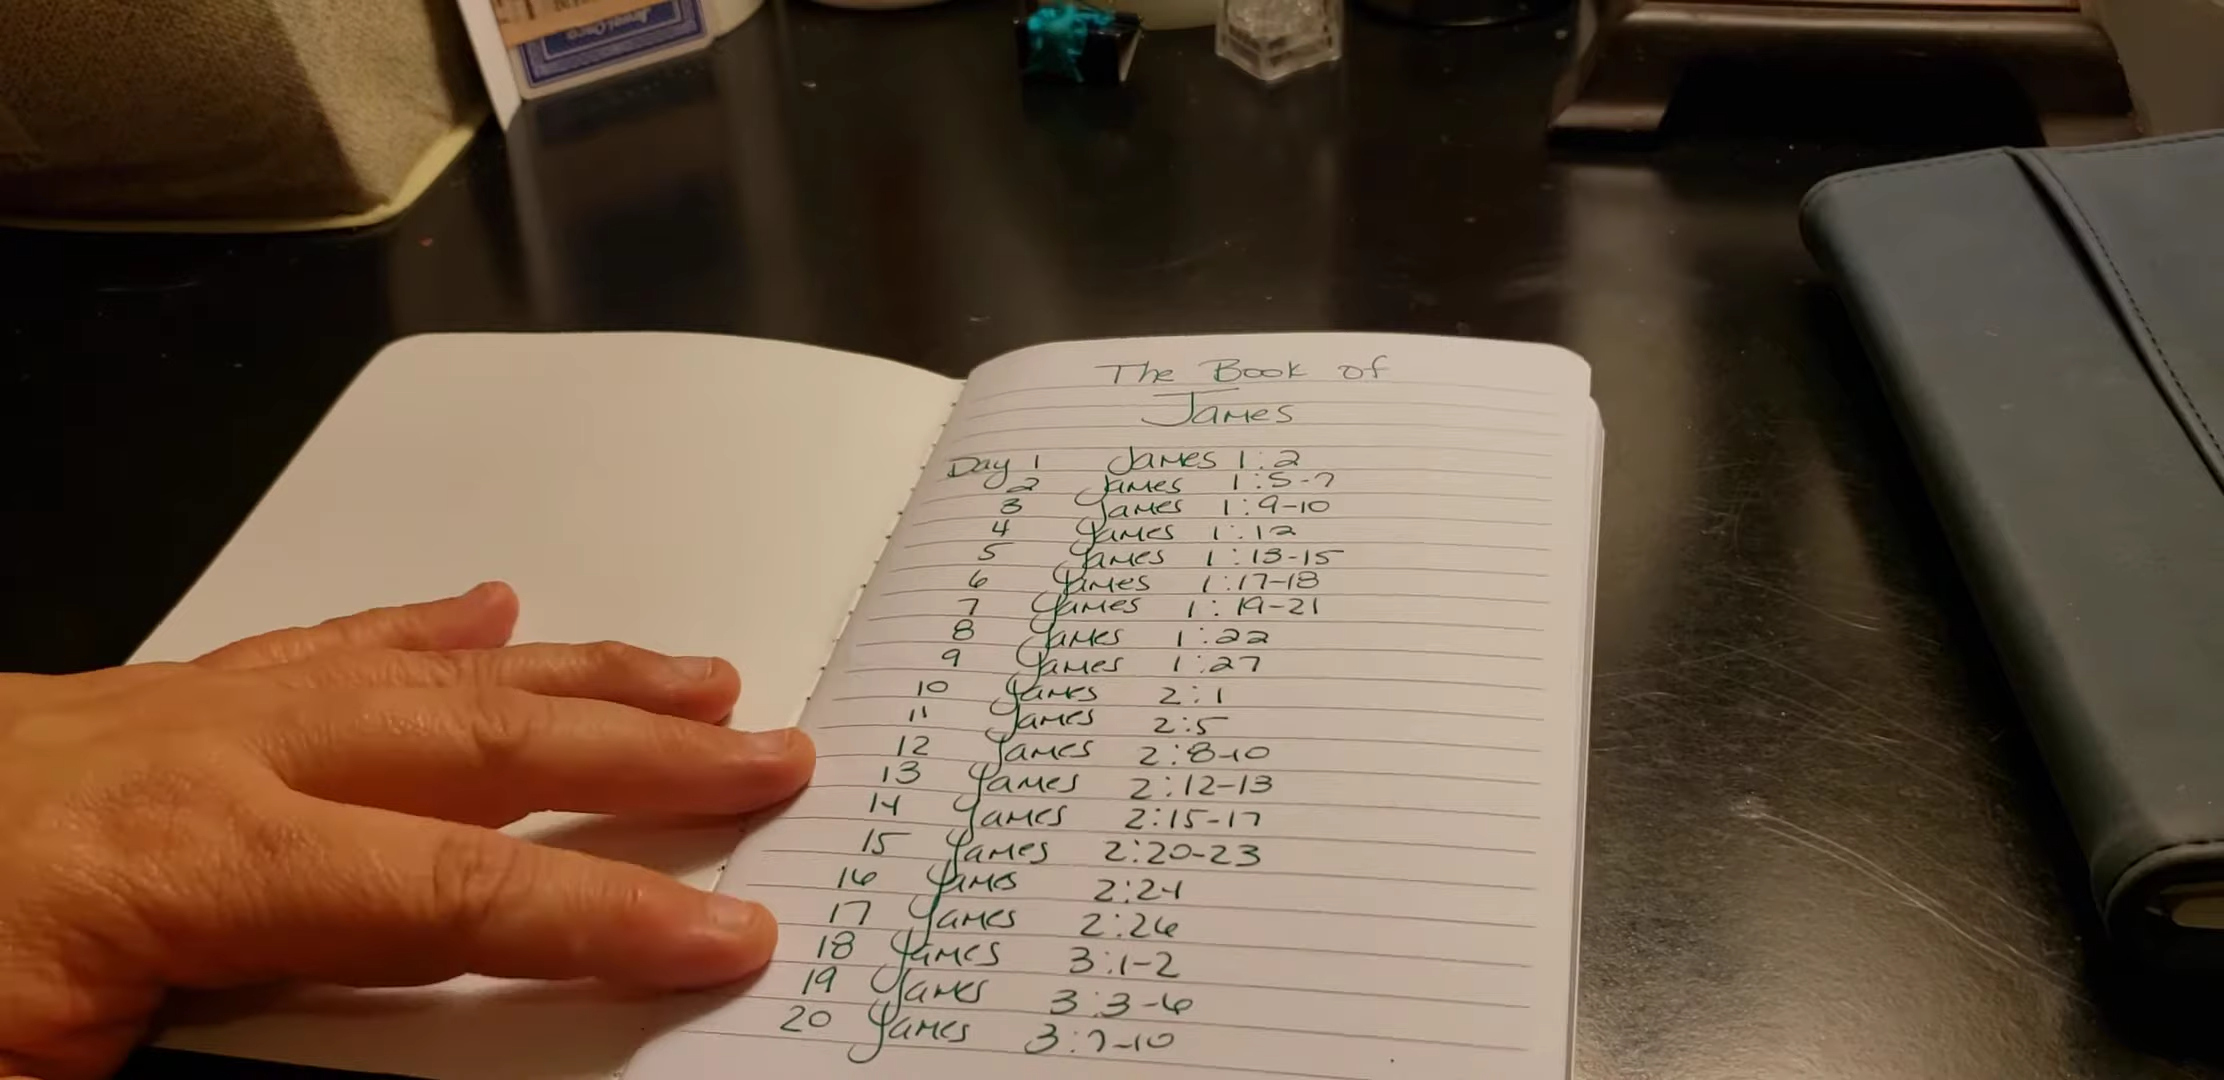 The Book of
James
Day 1 James 1:2
2 James 1:5-7
3 James 1:9-10
4 James 1:12
5 James 1:13-15
6 James 1:17-18
7 James 1:19-21
8 James 1:22
9 James 1:27
10 James 2:1
11 James 2:5
12 James 2:8-10
13 James 2:12-13
14 James 2:15-17
15 James 2:20-23
16 James 2:24
17 James 2:26
18 James 3:1-2
19 James 3:3-6
20 James 3:7-10